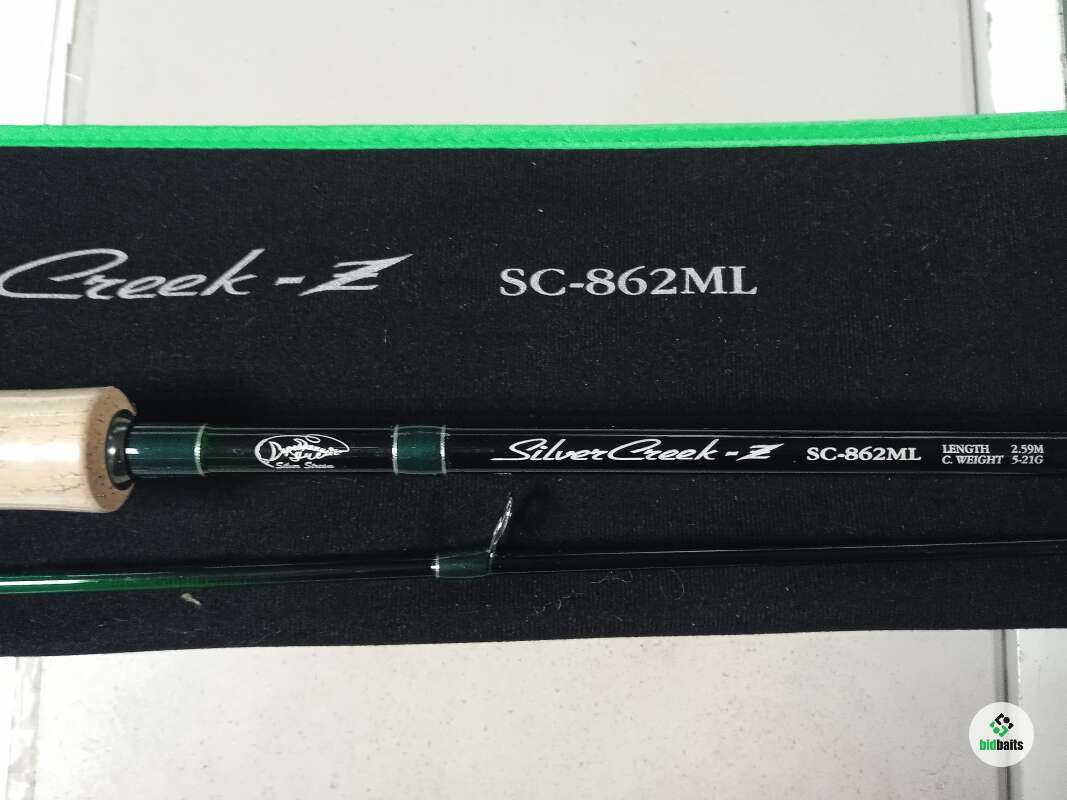 Creek-Z SC-862ML
Silver Stream
SilverCreek-Z SC-862ML LENGTH 2.59M
C. WEIGHT 5-21G
bidbaits